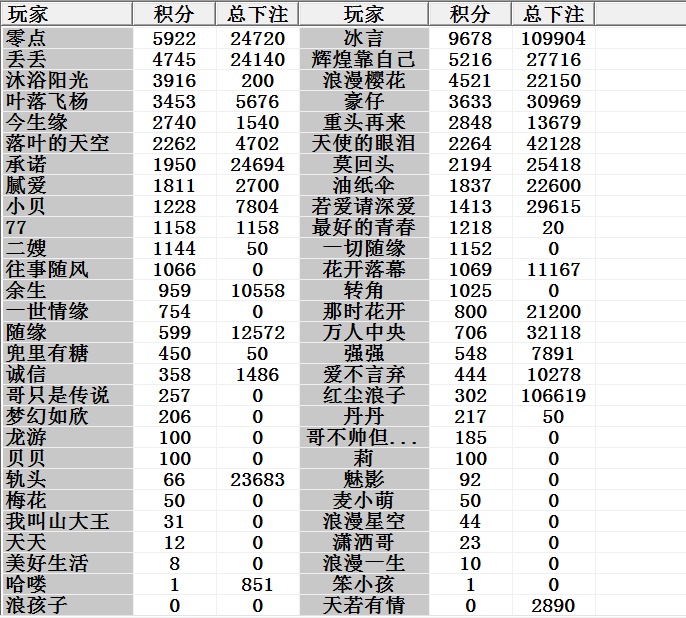 玩家 积分 总下注 玩家 积分 总下注
零点 5922 24720 冰言 9678 109904
丢丢 4745 24140 辉煌靠自己 5216 27716
沐浴阳光 3916 200 浪漫樱花 4521 22150
叶落飞杨 3453 5676 豪仔 3633 30969
今生缘 2740 1540 重头再来 2848 13679
落叶的天空 2262 4702 天使的眼泪 2264 42128
承诺 1950 24694 莫回头 2194 25418
腻爱 1811 2700 油纸伞 1837 22600
小贝 1228 7804 若爱请深爱 1413 29615
77 1158 1158 最好的青春 1218 20
二嫂 1144 50 一切随缘 1152 0
往事随风 1066 0 花开落幕 1069 11167
余生 959 10558 转角 1025 0
一世情缘 754 0 那时花开 800 21200
随缘 599 12572 万人中央 706 32118
兜里有糖 450 50 强强 548 7891
诚信 358 1486 爱不言弃 444 10278
哥只是传说 257 0 红尘浪子 302 106619
梦幻如欣 206 0 丹丹 217 50
龙游 100 0 哥不帅但... 185 0
贝贝 100 0 莉 100 0
轨头 66 23683 魅影 92 0
梅花 50 0 麦小萌 50 0
我叫山大王 31 0 浪漫星空 44 0
天天 12 0 潇洒哥 23 0
美好生活 8 0 浪漫一生 10 0
哈喽 1 851 笨小孩 1 0
浪孩子 0 0 天若有情 0 2890